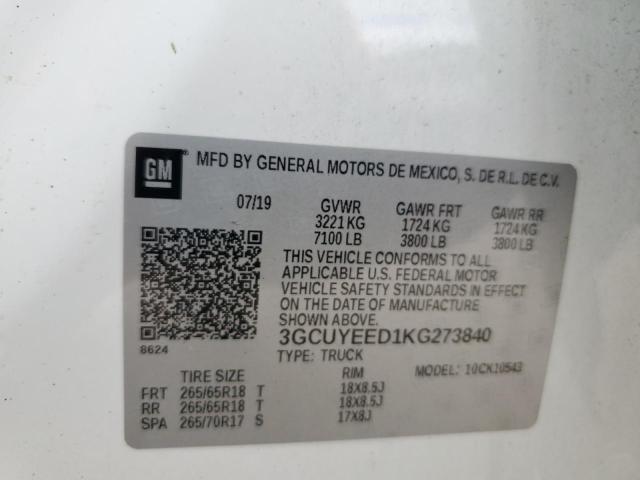 GM
MFD BY GENERAL MOTORS DE MEXICO, S. DE R.L. DE C.V.
07/19 GVWR GAWR FRT GAWR RR
3221 KG 1724 KG 1724 KG
7100 LB 3800 LB 3800 LB
THIS VEHICLE CONFORMS TO ALL
APPLICABLE U.S. FEDERAL MOTOR
VEHICLE SAFETY STANDARDS IN EFFECT
ON THE DATE OF MANUFACTURE
SHOWN ABOVE.
8624
3GCUYEED1KG273840
TYPE: TRUCK MODEL: 10CK10543
TIRE SIZE RIM
FRT 265/65R18 T 18X8.5J
RR 265/65R18 T 18X8.5J
SPA 265/70R17 S 17X8J